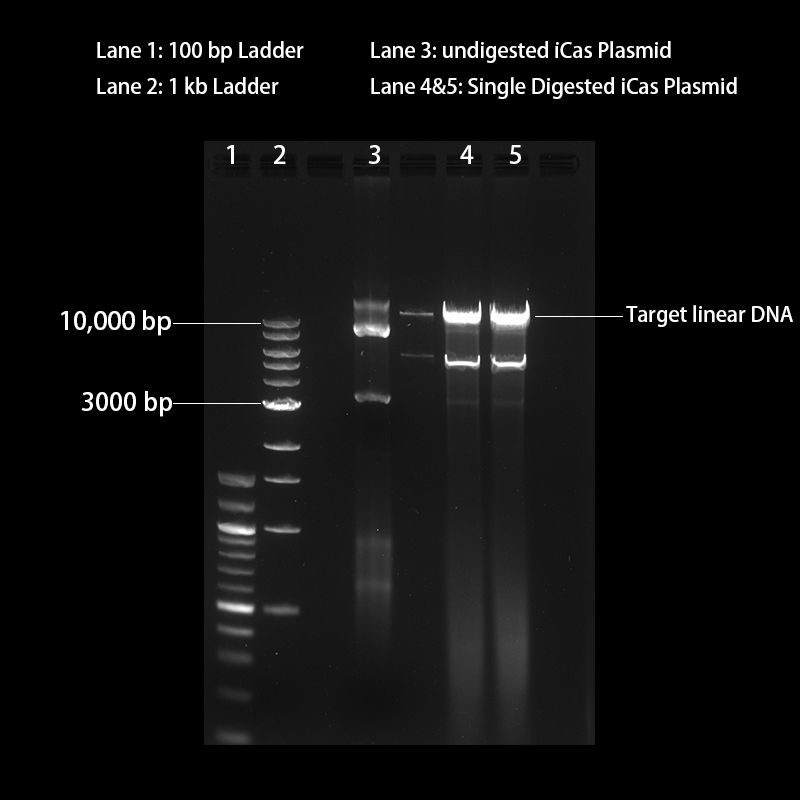 Lane 1: 100 bp Ladder
Lane 3: undigested iCas Plasmid
Lane 2: 1 kb Ladder
Lane 4&5: Single Digested iCas Plasmid
1 2 3 4 5
10,000 bp
Target linear DNA
3000 bp